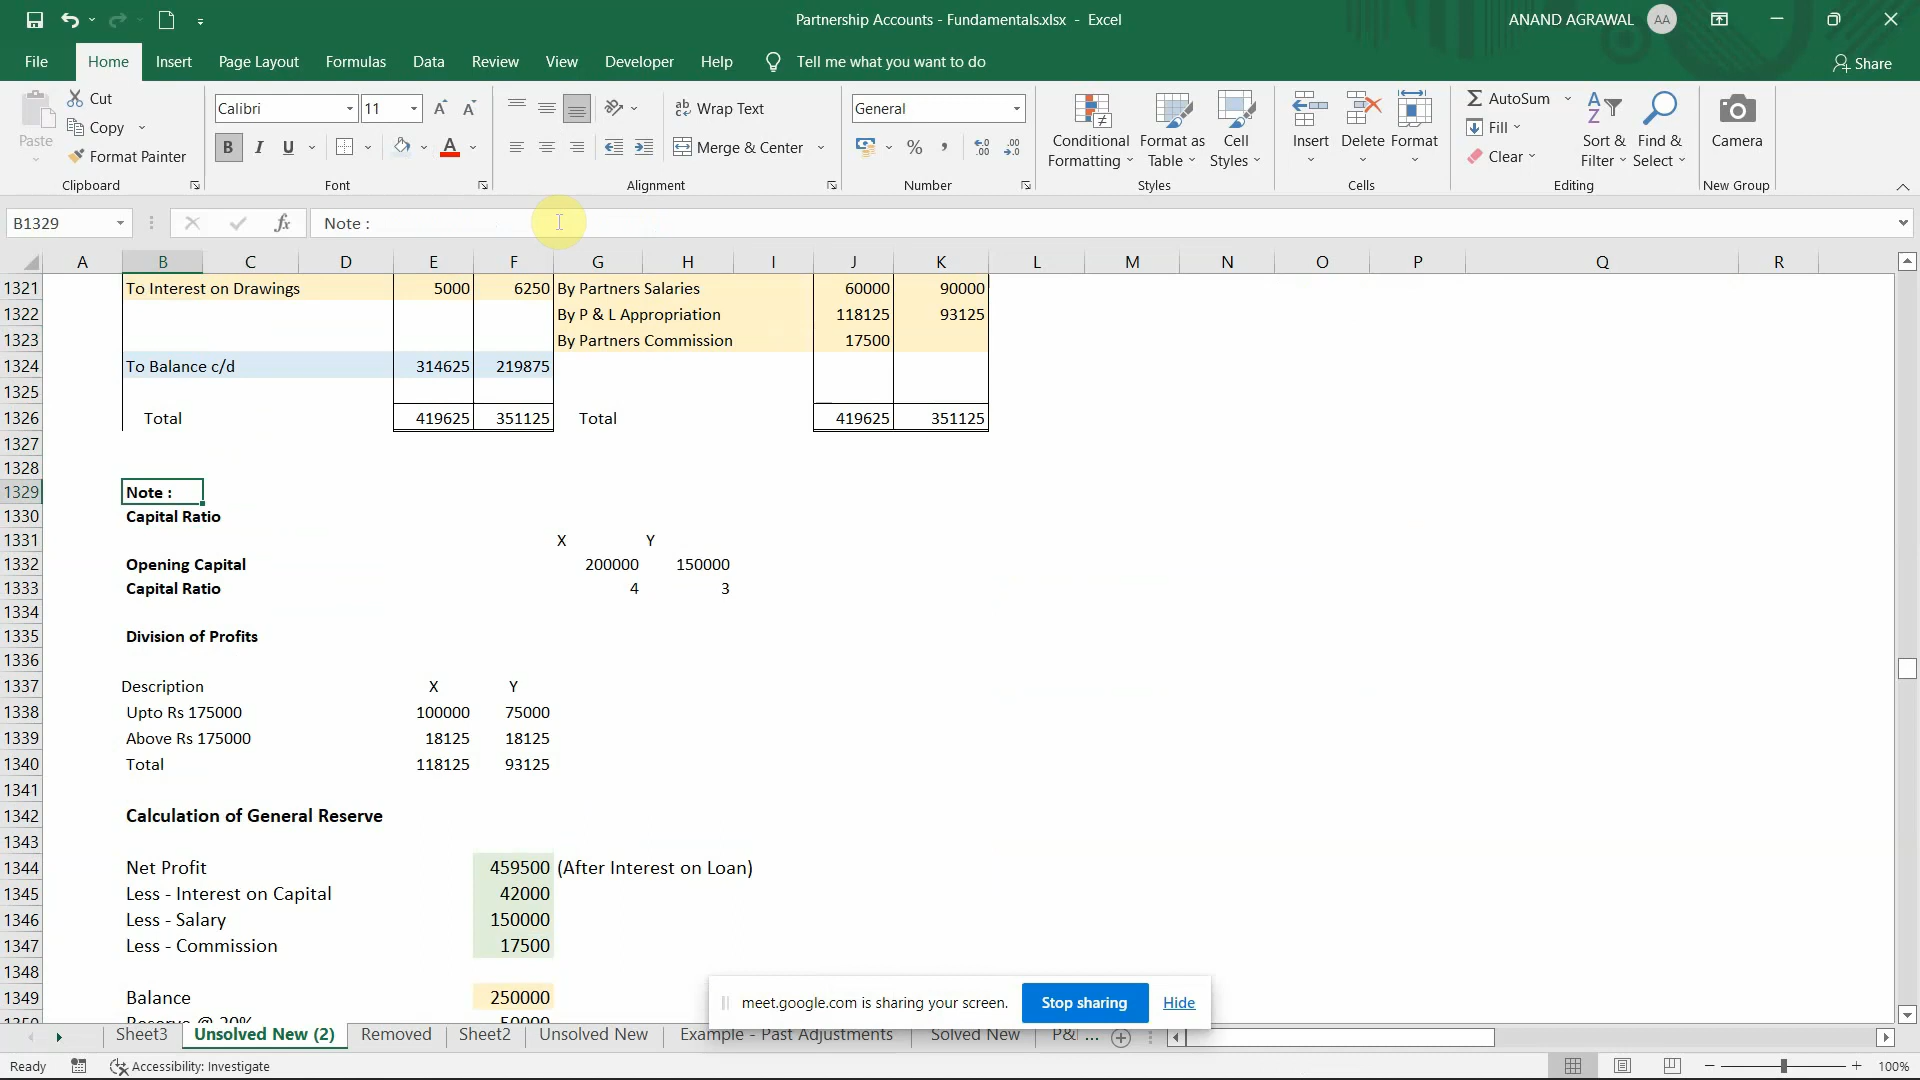 Partnership Accounts - Fundamentals.xlsx - Excel
ANAND AGRAWAL AA
File Home Insert Page Layout Formulas Data Review View Developer Help Tell me what you want to do Share
Paste Cut Copy Format Painter Clipboard
Calibri 11 B I U A Font
Wrap Text Merge & Center Alignment
General % Number
Conditional Formatting Format as Table Cell Styles Styles
Insert Delete Format Cells
AutoSum Fill Clear Sort & Filter Find & Select Editing
Camera New Group
B1329 fx Note :
A B C D E F G H I J K L M N O P Q R
1321 To Interest on Drawings 5000 6250 By Partners Salaries 60000 90000
1322 By P & L Appropriation 118125 93125
1323 By Partners Commission 17500
1324 To Balance c/d 314625 219875
1325
1326 Total 419625 351125 Total 419625 351125
1327
1328
1329 Note :
1330 Capital Ratio
1331 X Y
1332 Opening Capital 200000 150000
1333 Capital Ratio 4 3
1334
1335 Division of Profits
1336
1337 Description X Y
1338 Upto Rs 175000 100000 75000
1339 Above Rs 175000 18125 18125
1340 Total 118125 93125
1341
1342 Calculation of General Reserve
1343
1344 Net Profit 459500 (After Interest on Loan)
1345 Less - Interest on Capital 42000
1346 Less - Salary 150000
1347 Less - Commission 17500
1348
1349 Balance 250000
1350 Reserve @ 20% 50000
meet.google.com is sharing your screen. Stop sharing Hide
Sheet3 Unsolved New (2) Removed Sheet2 Unsolved New Example - Past Adjustments Solved New P& ...
Ready Accessibility: Investigate 100%